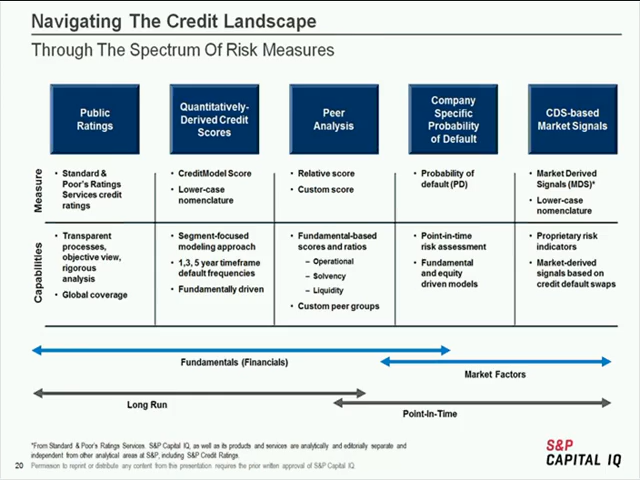 Navigating The Credit Landscape
Through The Spectrum Of Risk Measures
Public
Ratings
Quantitatively-
Derived Credit
Scores
Peer
Analysis
Company
Specific
Probability
of Default
CDS-based
Market Signals
Measure
• Standard &
Poor's Ratings
Services credit
ratings
• CreditModel Score
• Lower-case
nomenclature
• Relative score
• Custom score
• Probability of
default (PD)
• Market Derived
Signals (MDS)*
• Lower-case
nomenclature
Capabilities
• Transparent
processes,
objective view,
rigorous
analysis
• Global coverage
• Segment-focused
modeling approach
• 1,3, 5 year timeframe
default frequencies
• Fundamentally driven
• Fundamental-based
scores and ratios
– Operational
– Solvency
– Liquidity
• Custom peer groups
• Point-in-time
risk assessment
• Fundamental
and equity
driven models
• Proprietary risk
indicators
• Market-derived
signals based on
credit default swaps
Fundamentals (Financials)
Market Factors
Long Run
Point-In-Time
*From Standard & Poor's Ratings Services. S&P Capital IQ, as well as its products and services are analytically and editorially separate and
independent from other analytical areas at S&P, including S&P Credit Ratings.
20 Permission to reprint or distribute any content from this presentation requires the prior written approval of S&P Capital IQ.
S&P
CAPITAL IQ